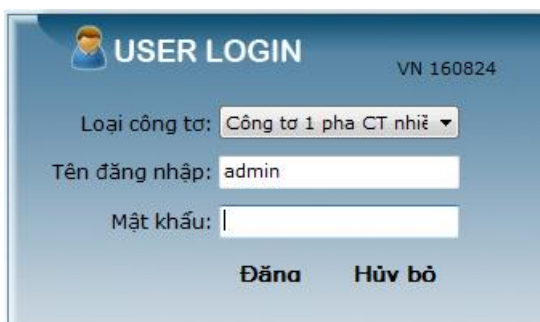 USER LOGIN
VN 160824
Loại công tơ: Công tơ 1 pha CT nhiề
Tên đăng nhập: admin
Mật khẩu:
Đăng Hủy bỏ